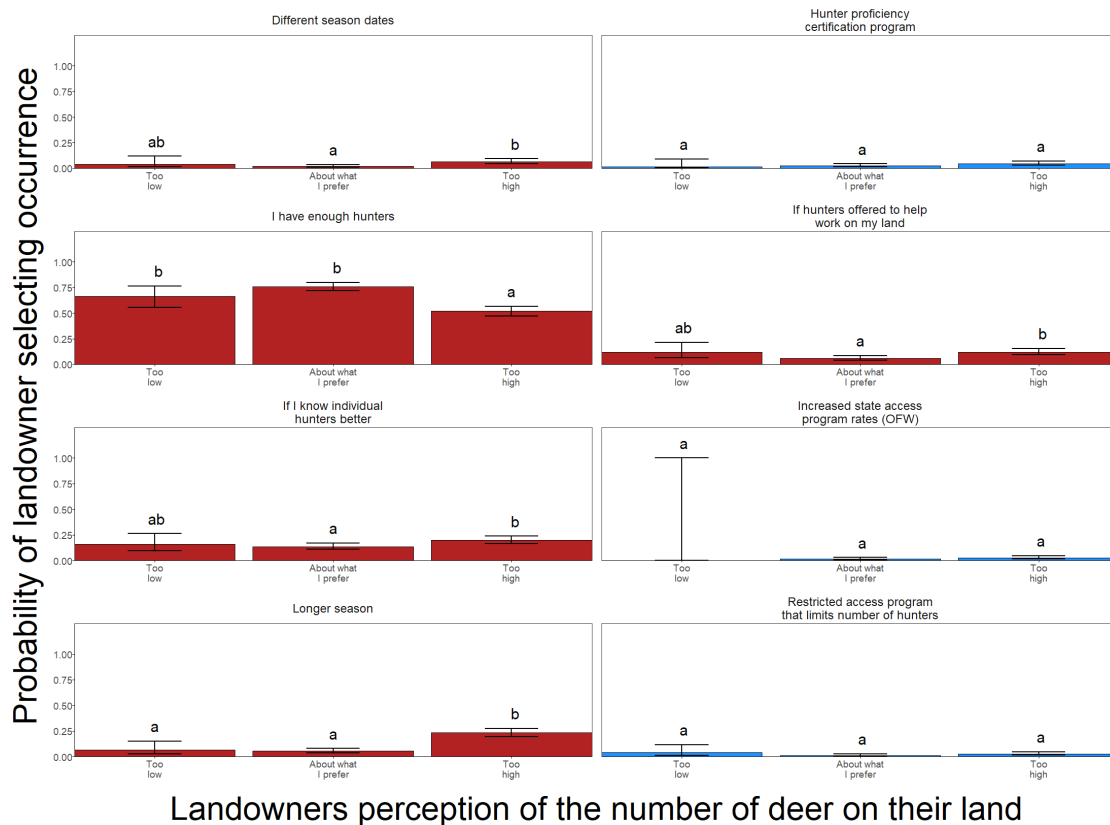 Probability of landowner selecting occurrence
Different season dates
1.00
0.75
0.50
0.25
0.00
ab
a
b
Too
low
About what
I prefer
Too
high
Hunter proficiency
certification program
a
a
a
Too
low
About what
I prefer
Too
high
I have enough hunters
1.00
0.75
0.50
0.25
0.00
b
b
a
Too
low
About what
I prefer
Too
high
If hunters offered to help
work on my land
ab
a
b
Too
low
About what
I prefer
Too
high
If I know individual
hunters better
1.00
0.75
0.50
0.25
0.00
ab
a
b
Too
low
About what
I prefer
Too
high
Increased state access
program rates (OFW)
a
a
a
Too
low
About what
I prefer
Too
high
Longer season
1.00
0.75
0.50
0.25
0.00
a
a
b
Too
low
About what
I prefer
Too
high
Restricted access program
that limits number of hunters
a
a
a
Too
low
About what
I prefer
Too
high
Landowners perception of the number of deer on their land